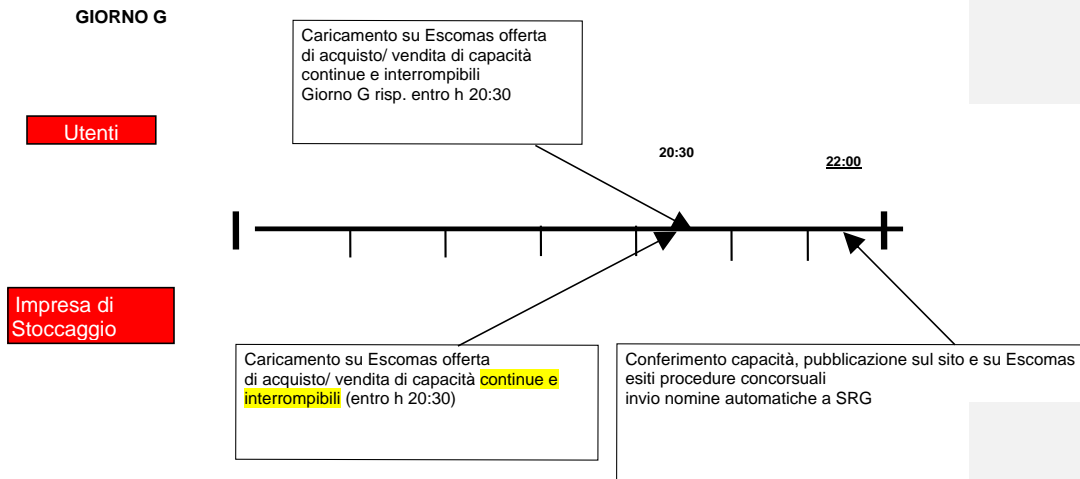 GIORNO G
Caricamento su Escomas offerta
di acquisto/ vendita di capacità
continue e interrompibili
Giorno G risp. entro h 20:30
Utenti
20:30
22:00
Impresa di
Stoccaggio
Caricamento su Escomas offerta
di acquisto/ vendita di capacità continue e
interrompibili (entro h 20:30)
Conferimento capacità, pubblicazione sul sito e su Escomas
esiti procedure concorsuali
invio nomine automatiche a SRG